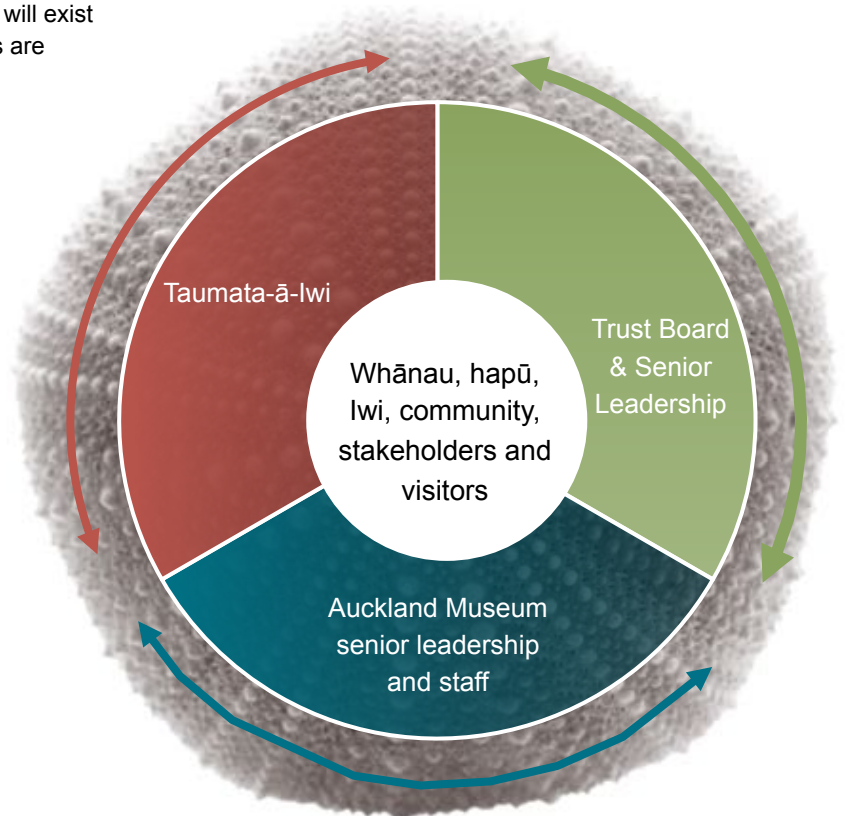 will exist
s are
Taumata-ā-Iwi
Trust Board
& Senior
Leadership
Whānau, hapū,
Iwi, community,
stakeholders and
visitors
Auckland Museum
senior leadership
and staff